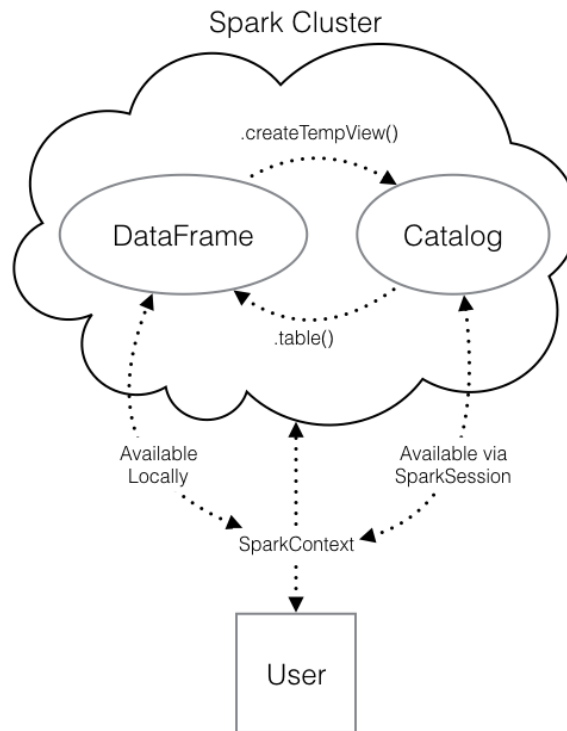 Spark Cluster
.createTempView()
DataFrame
Catalog
.table()
Available
Locally
Available via
SparkSession
SparkContext
User